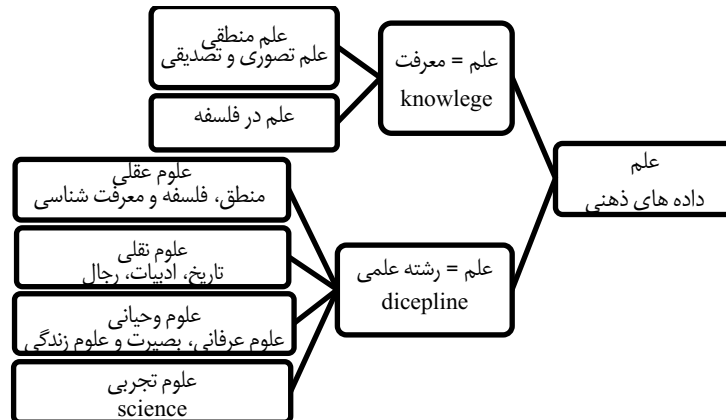 علم
داده های ذهنی
علم = معرفت
knowlege
علم منطقی
علم تصوری و تصدیقی
علم در فلسفه
علم = رشته علمی
dicepline
علوم عقلی
منطق، فلسفه و معرفت شناسی
علوم نقلی
تاریخ، ادبیات، رجال
علوم وحیانی
علوم عرفانی، بصیرت و علوم زندگی
علوم تجربی
science